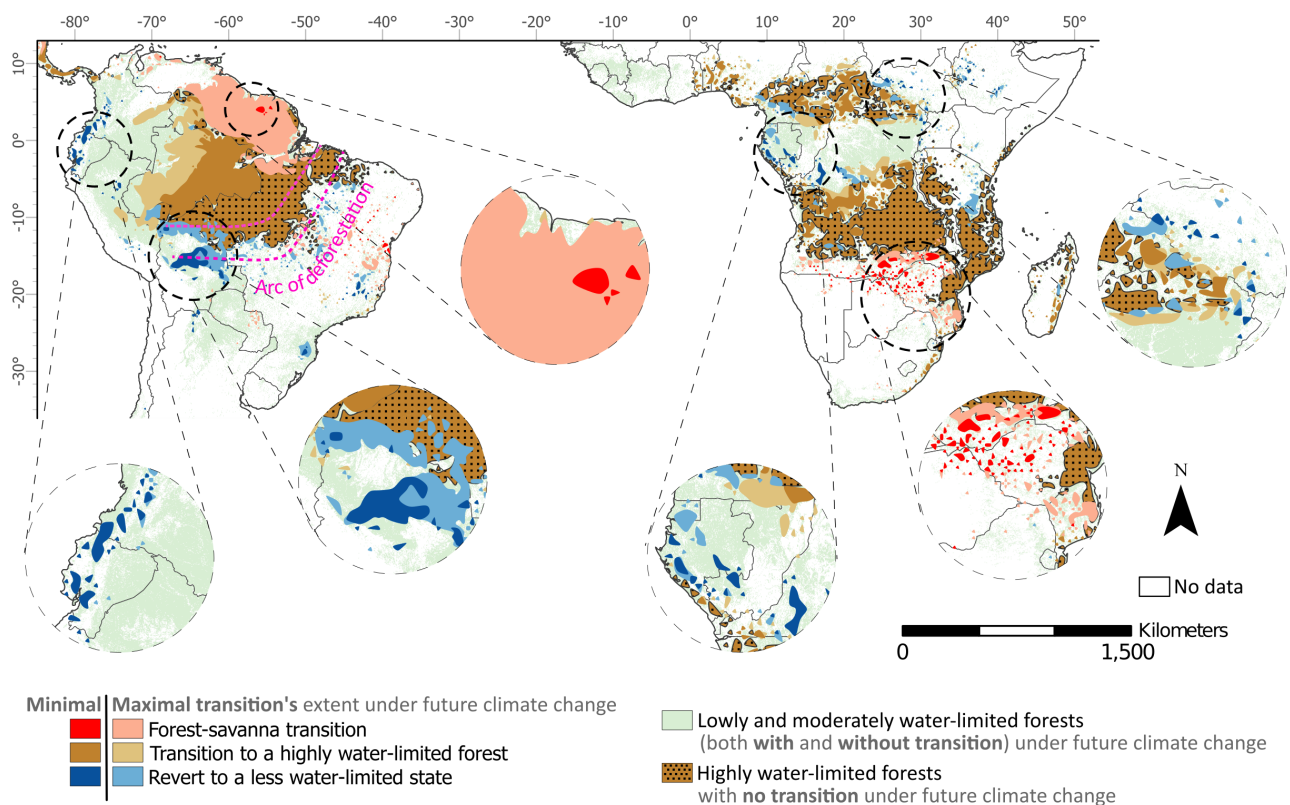 -80° -70° -60° -50° -40° -30° -20° -10° 0° 10° 20° 30° 40° 50°
10°
0°
-10°
-20°
-30°
Arc of deforestation
N
No data
Kilometers
0 1,500
Minimal Maximal transition's extent under future climate change
Forest-savanna transition
Transition to a highly water-limited forest
Revert to a less water-limited state
Lowly and moderately water-limited forests
(both with and without transition) under future climate change
Highly water-limited forests
with no transition under future climate change